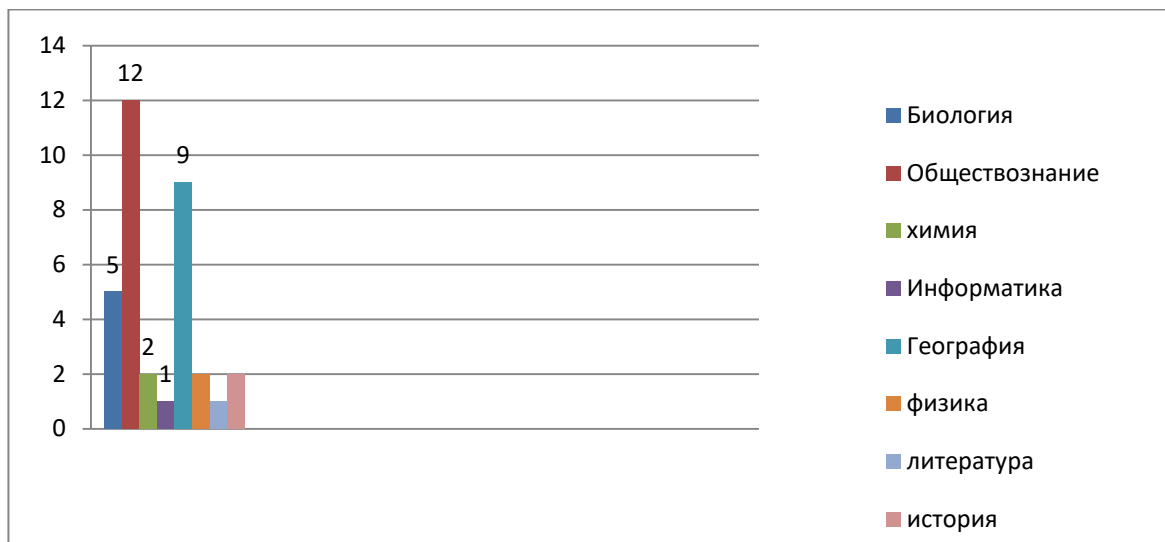 14
12
10
8
6
4
2
0
5
12
2
1
9
Биология
Обществознание
химия
Информатика
География
физика
литература
история